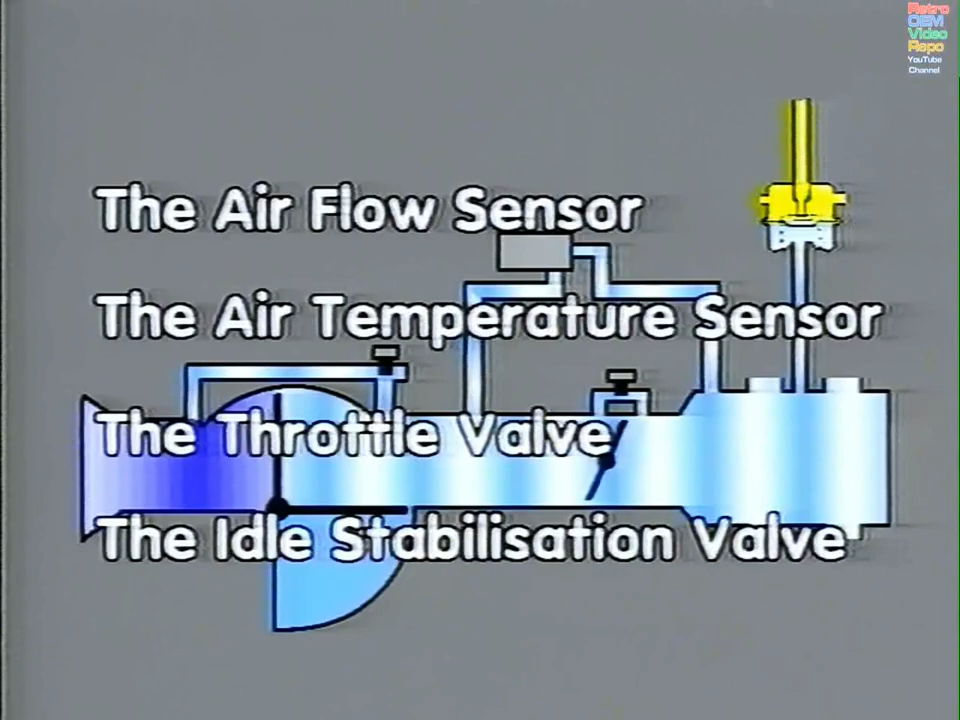 Retro
OEM
Video
Repo
YouTube
Channel
The Air Flow Sensor
The Air Temperature Sensor
The Throttle Valve
The Idle Stabilisation Valve